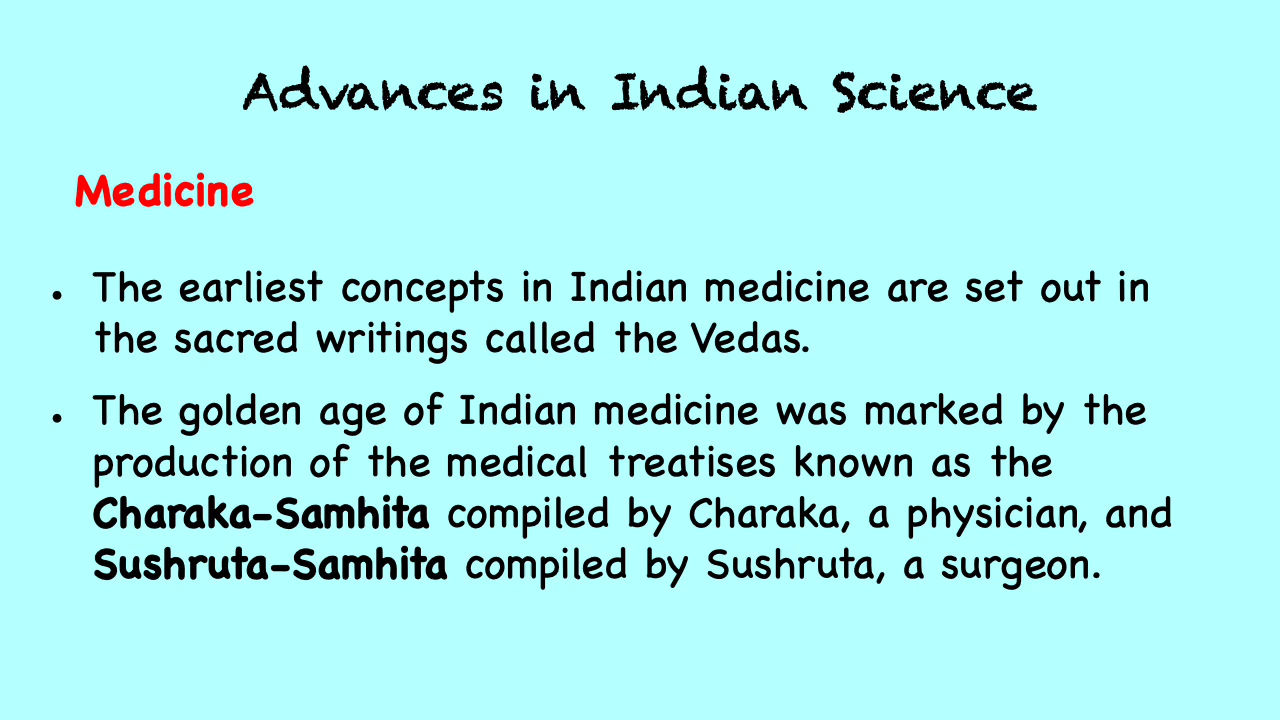 Advances in Indian Science
Medicine
• The earliest concepts in Indian medicine are set out in
the sacred writings called the Vedas.
• The golden age of Indian medicine was marked by the
production of the medical treatises known as the
Charaka-Samhita compiled by Charaka, a physician, and
Sushruta-Samhita compiled by Sushruta, a surgeon.